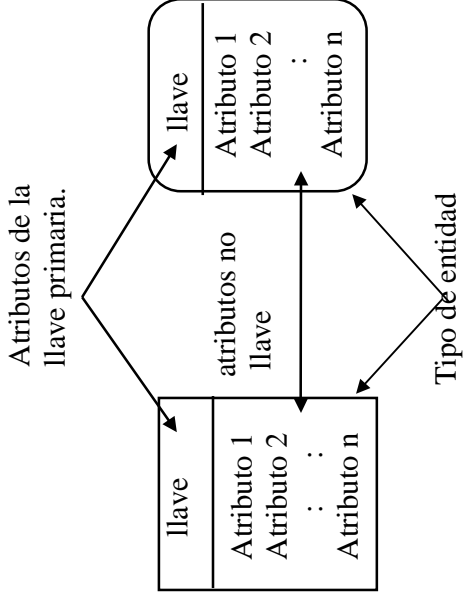 Atributos de la
llave primaria.
llave
Atributo 1
Atributo 2
: :
Atributo n
atributos no
llave
llave
Atributo 1
Atributo 2
:
Atributo n
Tipo de entidad